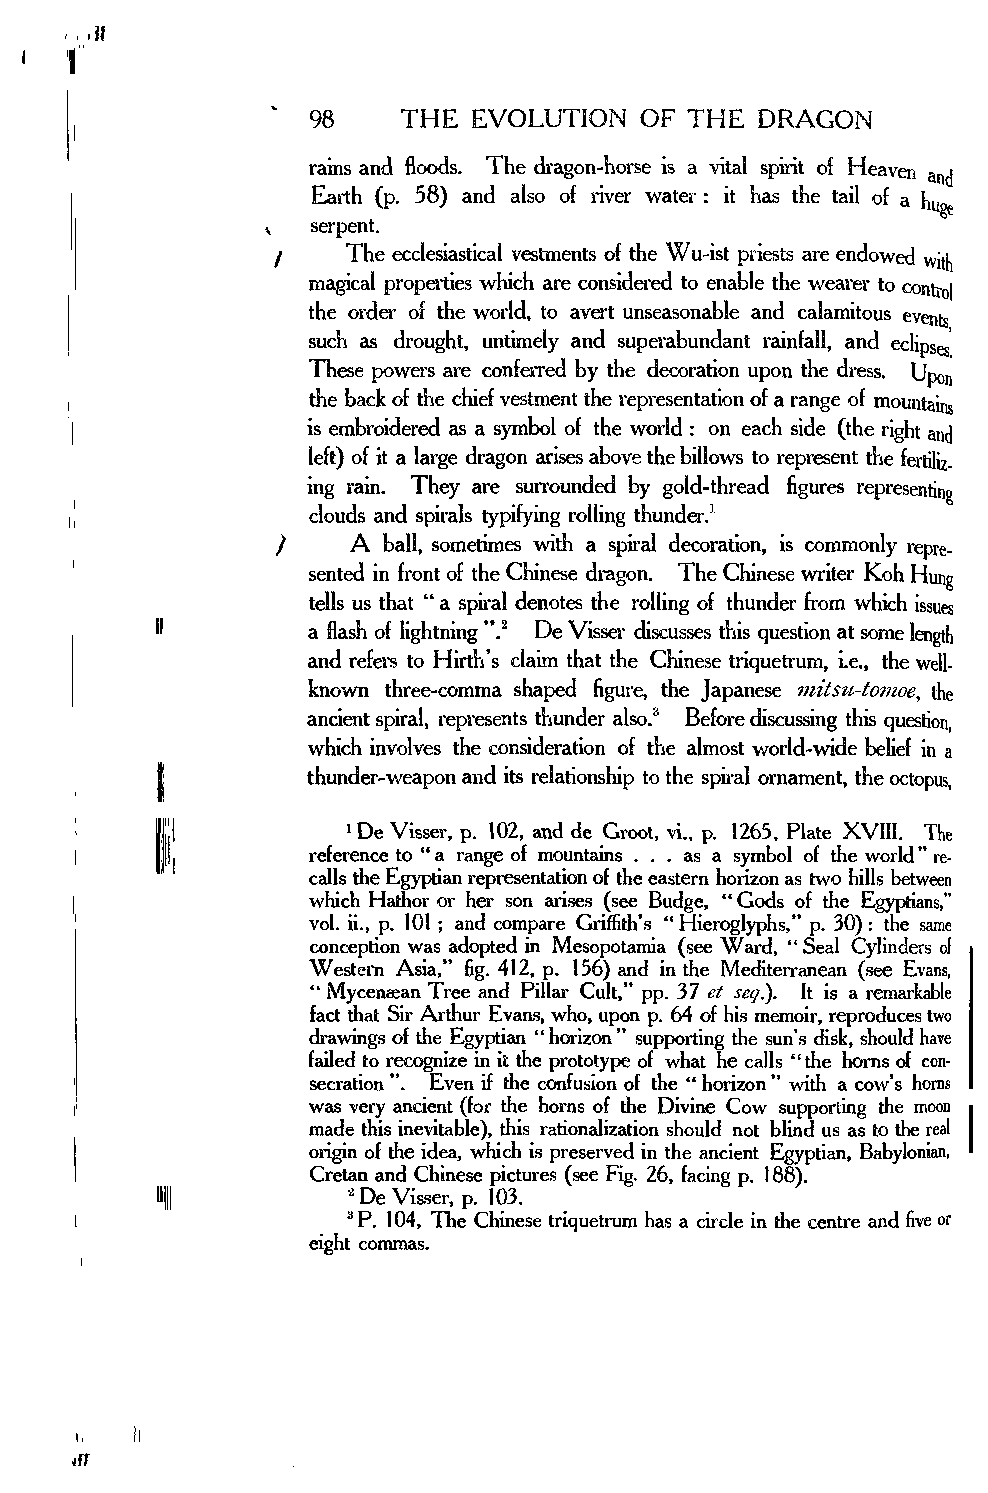 98 THE EVOLUTION OF THE DRAGON
rains and floods. The dragon-horse is a vital spirit of Heaven and
Earth (p. 58) and also of river water : it has the tail of a huge
serpent.
The ecclesiastical vestments of the Wu-ist priests are endowed with
magical properties which are considered to enable the wearer to control
the order of the world, to avert unseasonable and calamitous events,
such as drought, untimely and superabundant rainfall, and eclipses.
These powers are conferred by the decoration upon the dress. Upon
the back of the chief vestment the representation of a range of mountains
is embroidered as a symbol of the world : on each side (the right and
left) of it a large dragon arises above the billows to represent the fertiliz-
ing rain. They are surrounded by gold-thread figures representing
clouds and spirals typifying rolling thunder.¹
A ball, sometimes with a spiral decoration, is commonly repre-
sented in front of the Chinese dragon. The Chinese writer Koh Hung
tells us that “a spiral denotes the rolling of thunder from which issues
a flash of lightning”.² De Visser discusses this question at some length
and refers to Hirth's claim that the Chinese triquetrum, i.e., the well-
known three-comma shaped figure, the Japanese mitsu-tomoe, the
ancient spiral, represents thunder also.³ Before discussing this question,
which involves the consideration of the almost world-wide belief in a
thunder-weapon and its relationship to the spiral ornament, the octopus,
¹ De Visser, p. 102, and de Groot, vi., p. 1265, Plate XVIII. The
reference to “a range of mountains . . . as a symbol of the world” re-
calls the Egyptian representation of the eastern horizon as two hills between
which Hathor or her son arises (see Budge, “Gods of the Egyptians,”
vol. ii., p. 101 ; and compare Griffith's “Hieroglyphs,” p. 30) : the same
conception was adopted in Mesopotamia (see Ward, “Seal Cylinders of
Western Asia,” fig. 412, p. 156) and in the Mediterranean (see Evans,
“Mycenæan Tree and Pillar Cult,” pp. 37 et seq.). It is a remarkable
fact that Sir Arthur Evans, who, upon p. 64 of his memoir, reproduces two
drawings of the Egyptian “horizon” supporting the sun's disk, should have
failed to recognize in it the prototype of what he calls “the horns of con-
secration”. Even if the confusion of the “horizon” with a cow's horns
was very ancient (for the horns of the Divine Cow supporting the moon
made this inevitable), this rationalization should not blind us as to the real
origin of the idea, which is preserved in the ancient Egyptian, Babylonian,
Cretan and Chinese pictures (see Fig. 26, facing p. 188).
² De Visser, p. 103.
³ P. 104, The Chinese triquetrum has a circle in the centre and five or
eight commas.